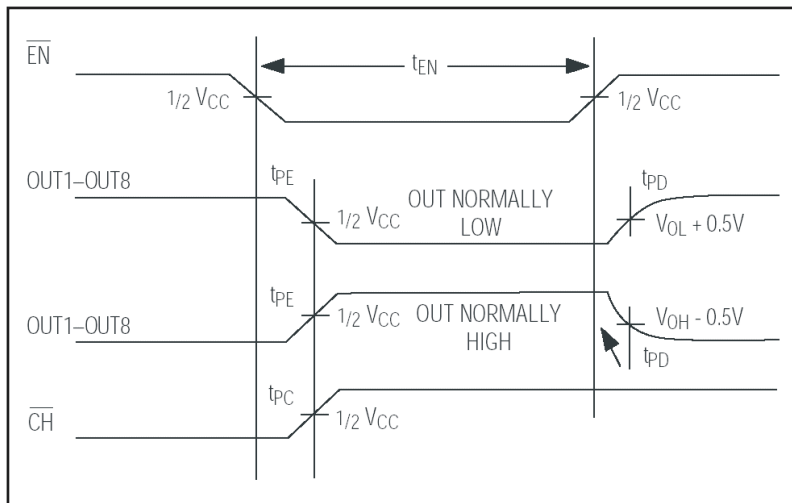 EN
tEN
1/2 VCC
1/2 VCC
OUT1–OUT8
tPE
1/2 VCC
OUT NORMALLY
LOW
tPD
VOL + 0.5V
OUT1–OUT8
tPE
1/2 VCC
OUT NORMALLY
HIGH
VOH - 0.5V
tPD
CH
tPC
1/2 VCC